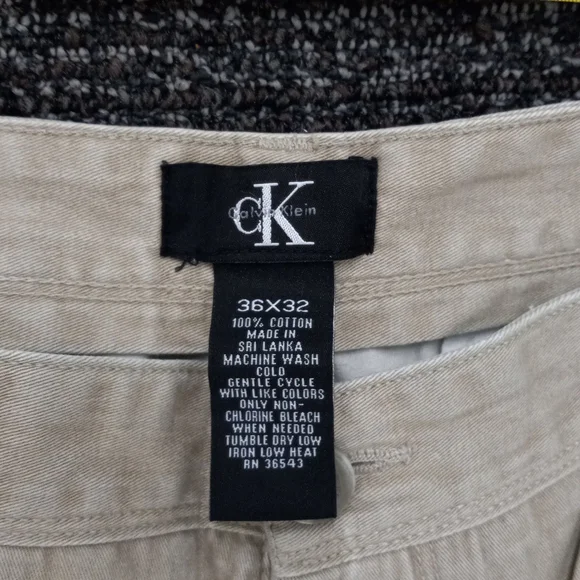 cK
Calvin Klein
36X32
100% COTTON
MADE IN
SRI LANKA
MACHINE WASH
COLD
GENTLE CYCLE
WITH LIKE COLORS
ONLY NON-
CHLORINE BLEACH
WHEN NEEDED
TUMBLE DRY LOW
IRON LOW HEAT
RN 36543